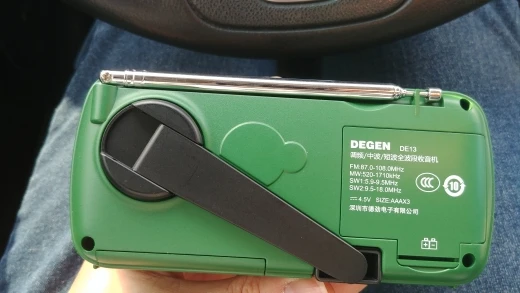 DEGEN DE13
调频/中波/短波全波段收音机
FM:87.0-108.0MHz
MW:520-1710kHz
SW1:5.9-9.5MHz
SW2:9.5-18.0MHz
4.5V SIZE:AAAX3
深圳市德劲电子有限公司
CCC
10